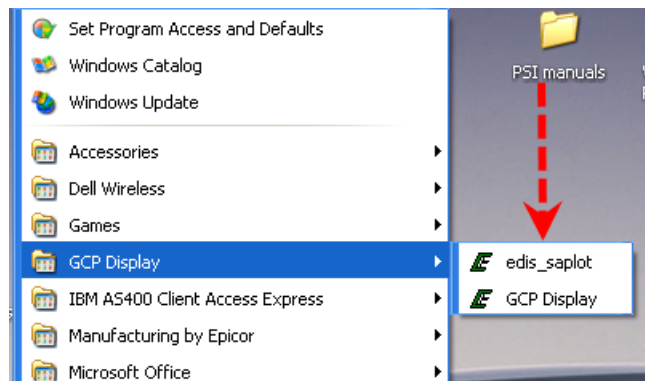 Set Program Access and Defaults
Windows Catalog
Windows Update
Accessories
Dell Wireless
Games
GCP Display
IBM AS400 Client Access Express
Manufacturing by Epicor
Microsoft Office
PSI manuals
edis_saplot
GCP Display